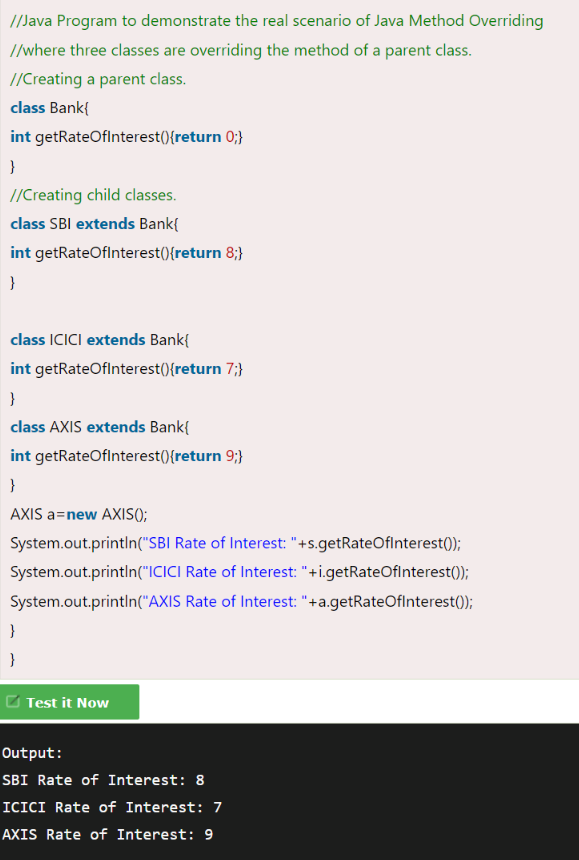 //Java Program to demonstrate the real scenario of Java Method Overriding
//where three classes are overriding the method of a parent class.
//Creating a parent class.
class Bank{
int getRateOfInterest(){return 0;}
}
//Creating child classes.
class SBI extends Bank{
int getRateOfInterest(){return 8;}
}
class ICICI extends Bank{
int getRateOfInterest(){return 7;}
}
class AXIS extends Bank{
int getRateOfInterest(){return 9;}
}
AXIS a=new AXIS();
System.out.println("SBI Rate of Interest: "+s.getRateOfInterest());
System.out.println("ICICI Rate of Interest: "+i.getRateOfInterest());
System.out.println("AXIS Rate of Interest: "+a.getRateOfInterest());
}
}
Test it Now
Output:
SBI Rate of Interest: 8
ICICI Rate of Interest: 7
AXIS Rate of Interest: 9